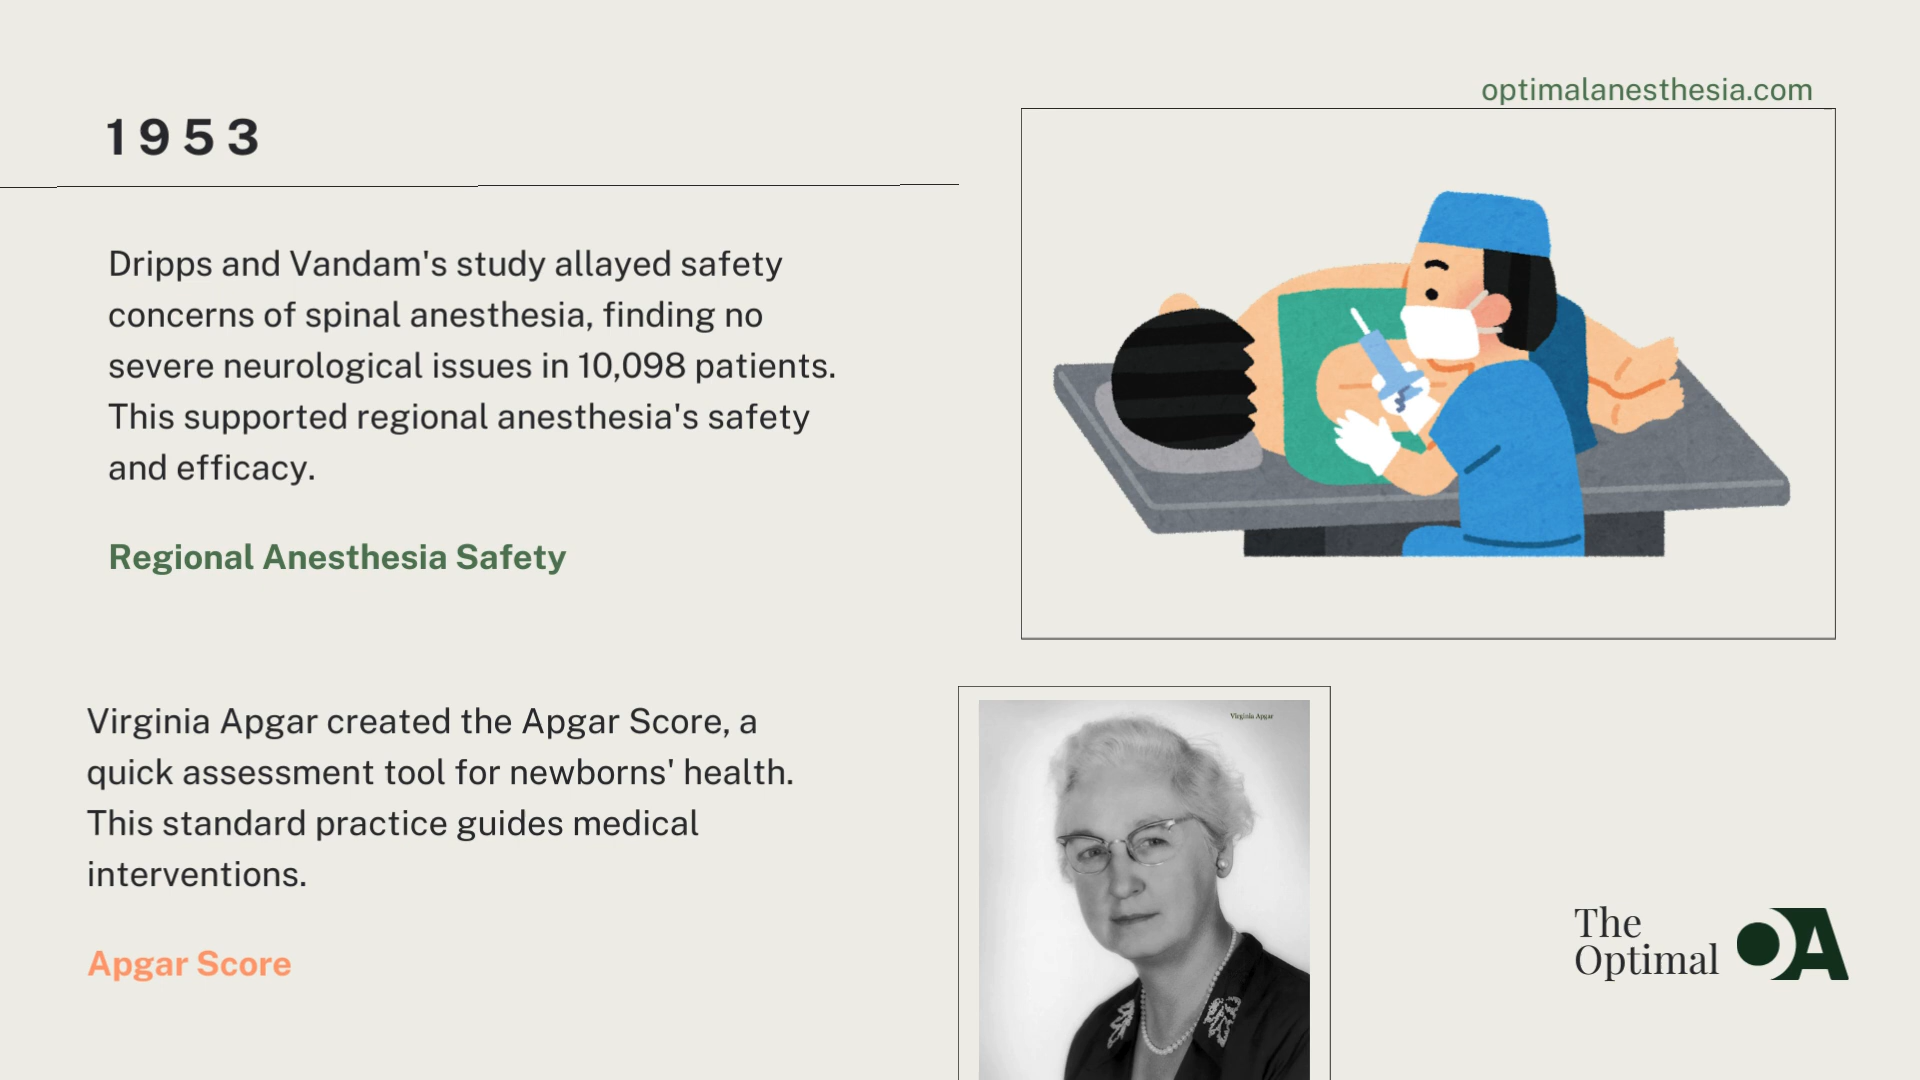 optimalanesthesia.com
1953
Dripps and Vandam's study allayed safety
concerns of spinal anesthesia, finding no
severe neurological issues in 10,098 patients.
This supported regional anesthesia's safety
and efficacy.
Regional Anesthesia Safety
Virginia Apgar created the Apgar Score, a
quick assessment tool for newborns' health.
This standard practice guides medical
interventions.
Apgar Score
Virginia Apgar
The
Optimal
OA